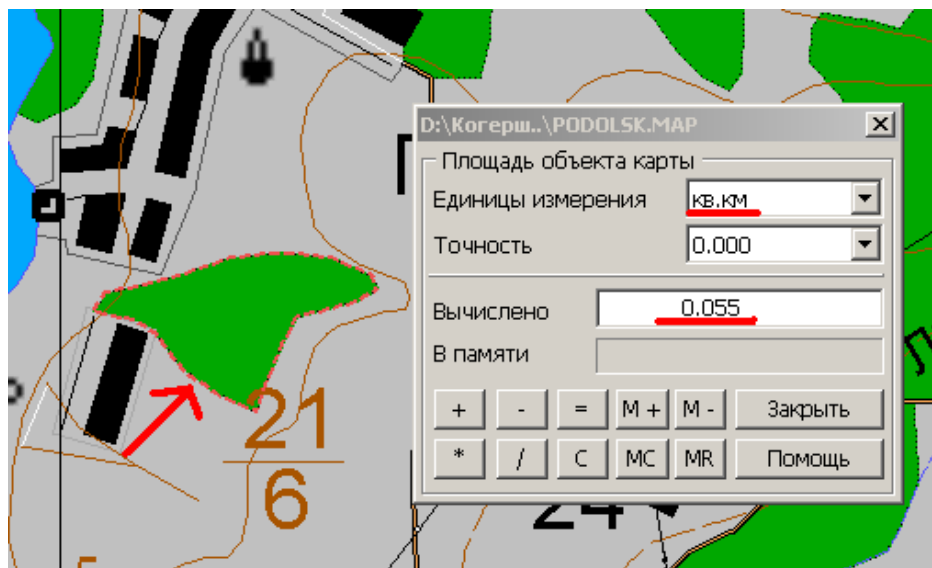 D:\Когерш..\PODOLSK.MAP
Площадь объекта карты
Единицы измерения
кв.км
Точность
0.000
Вычислено
0.055
В памяти
+ - = M + M - Закрыть
* / C MC MR Помощь
21
6
24